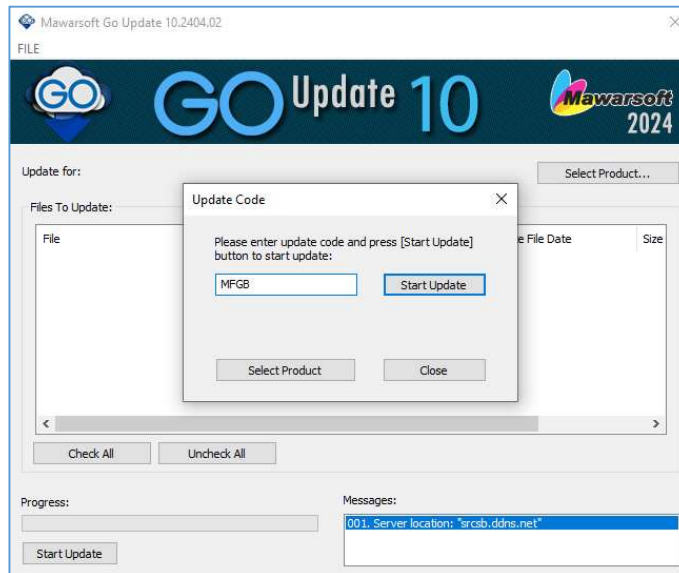 Mawarsoft Go Update 10.2404.02
FILE
GO
GO Update 10
Mawarsoft
2024
Update for:
Select Product...
Files To Update:
File
e File Date
Size
Update Code
Please enter update code and press [Start Update]
button to start update:
MFGB
Start Update
Select Product
Close
Check All
Uncheck All
Progress:
Messages:
001. Server location: "srcsb.ddns.net"
Start Update